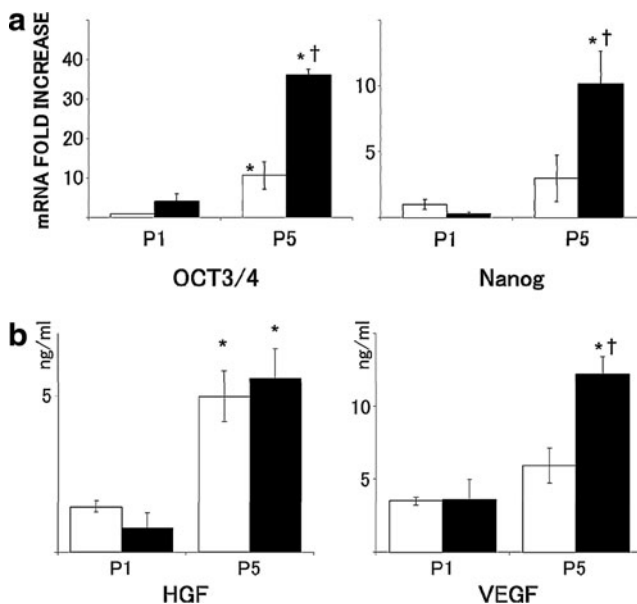 a
mRNA FOLD INCREASE
40
30
20
10
* * †
P1 P5
OCT3/4
10
5
* †
P1 P5
Nanog
b
ng/ml
5
* *
P1 P5
HGF
ng/ml
10
5
* †
P1 P5
VEGF